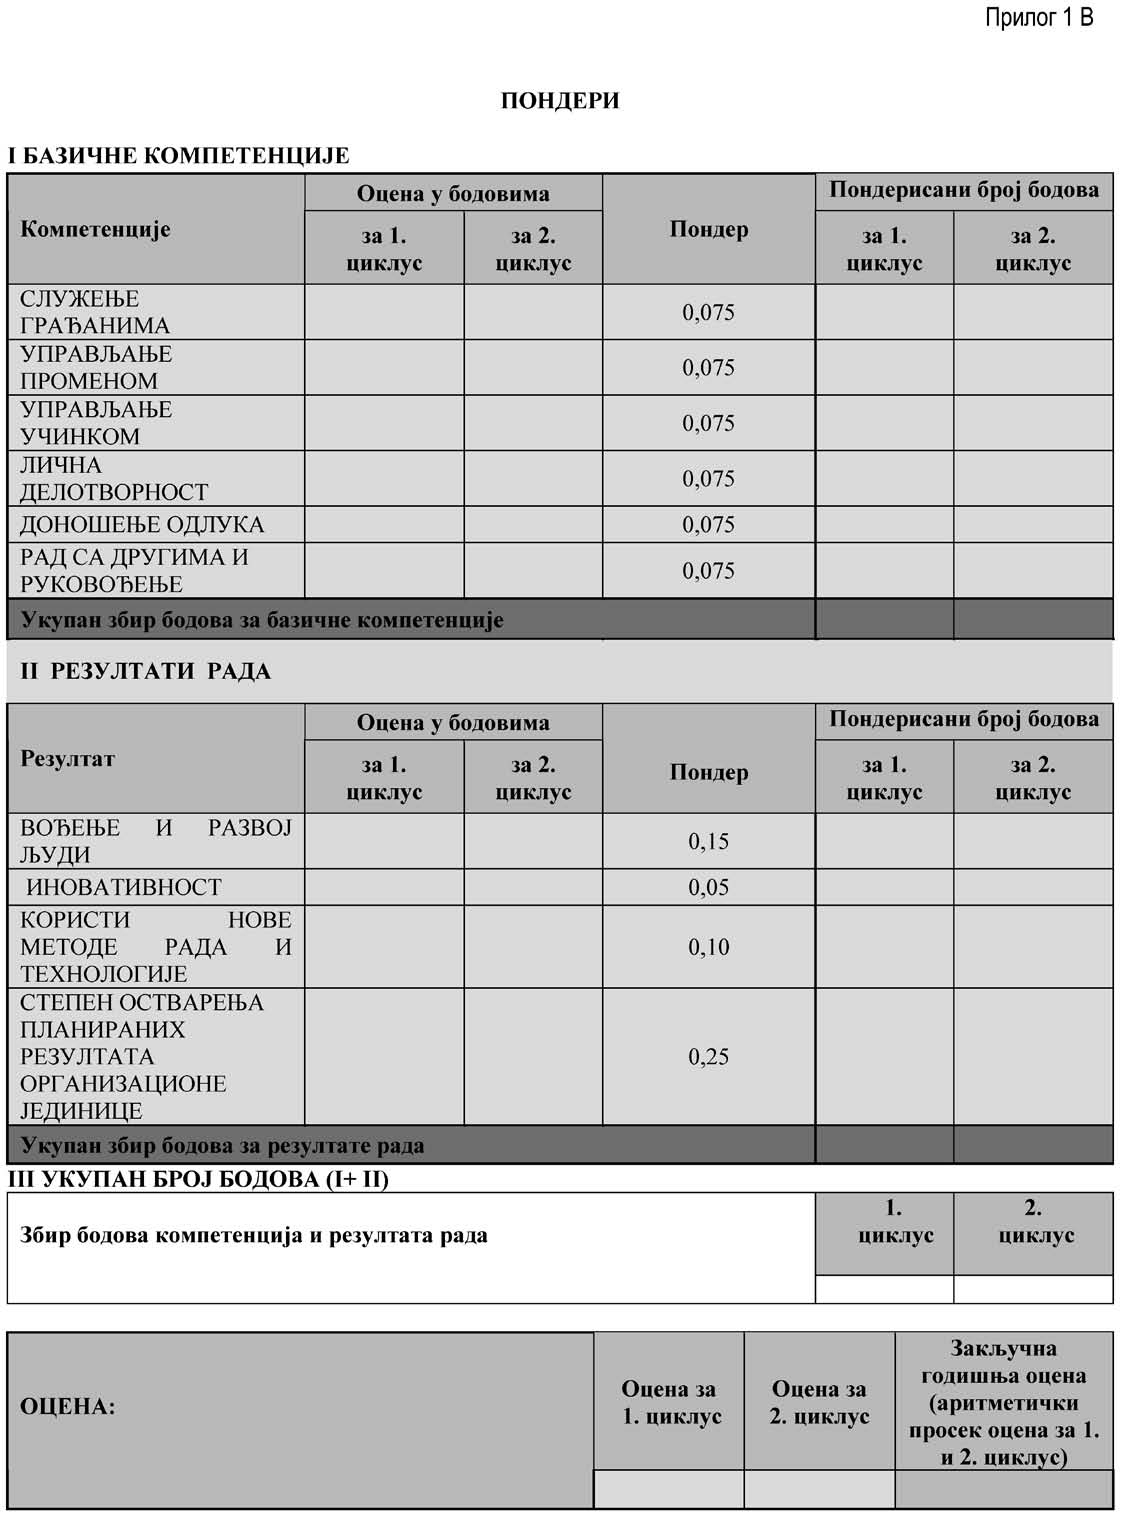 Прилог 1 В
ПОНДЕРИ
I БАЗИЧНЕ КОМПЕТЕНЦИЈЕ
Компетенције
Оцена у бодовима
Пондер
Пондерисани број бодова
за 1.
циклус
за 2.
циклус
за 1.
циклус
за 2.
циклус
СЛУЖЕЊЕ
ГРАЂАНИМА
0,075
УПРАВЉАЊЕ
ПРОМЕНОМ
0,075
УПРАВЉАЊЕ
УЧИНКОМ
0,075
ЛИЧНА
ДЕЛОТВОРНОСТ
0,075
ДОНОШЕЊЕ ОДЛУКА
0,075
РАД СА ДРУГИМА И
РУКОВОЂЕЊЕ
0,075
Укупан збир бодова за базичне компетенције
II РЕЗУЛТАТИ РАДА
Резултат
Оцена у бодовима
Пондер
Пондерисани број бодова
за 1.
циклус
за 2.
циклус
за 1.
циклус
за 2.
циклус
ВОЂЕЊЕ И РАЗВОЈ
ЉУДИ
0,15
ИНОВАТИВНОСТ
0,05
КОРИСТИ НОВЕ
МЕТОДЕ РАДА И
ТЕХНОЛОГИЈЕ
0,10
СТЕПЕН ОСТВАРЕЊА
ПЛАНИРАНИХ
РЕЗУЛТАТА
ОРГАНИЗАЦИОНЕ
ЈЕДИНИЦЕ
0,25
Укупан збир бодова за резултате рада
III УКУПАН БРОЈ БОДОВА (I+ II)
Збир бодова компетенција и резултата рада
1.
циклус
2.
циклус
ОЦЕНА:
Оцена за
1. циклус
Оцена за
2. циклус
Закључна
годишња оцена
(аритметички
просек оцена за 1.
и 2. циклус)